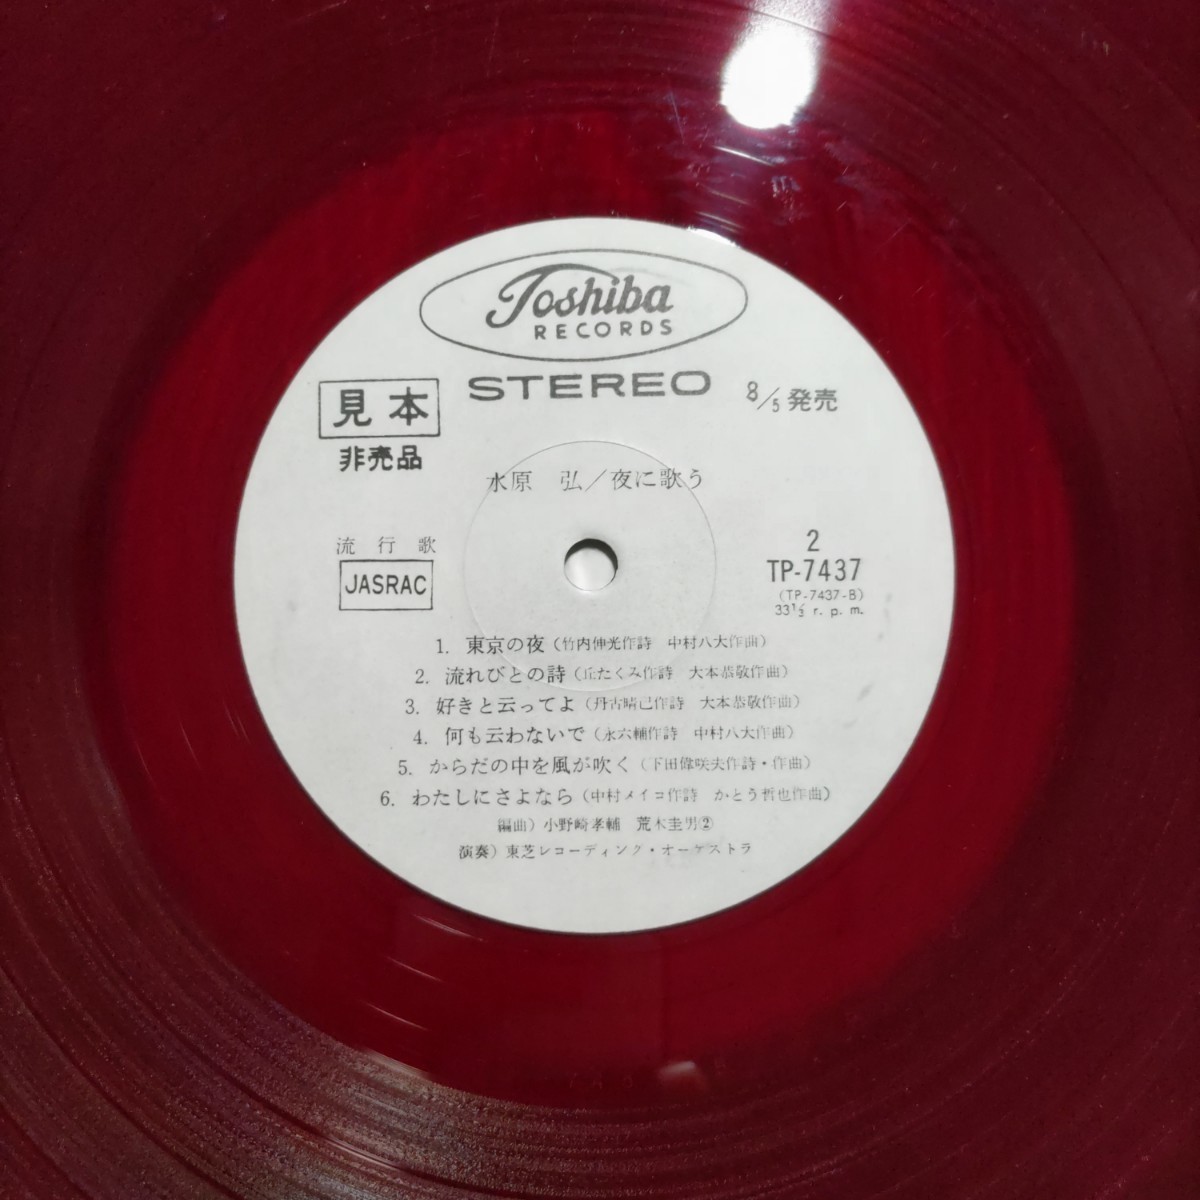 Toshiba
RECORDS
STEREO
8/5発売
見本
非売品
水原 弘/夜に歌う
流行歌
JASRAC
2
TP-7437
(TP-7437-B)
33⅓ r. p. m.
1. 東京の夜(竹内伸光作詩 中村八大作曲)
2. 流れびとの詩(丘たくみ作詩 大本恭敬作曲)
3. 好きと云ってよ(丹古晴己作詩 大本恭敬作曲)
4. 何も云わないで(永六輔作詩 中村八大作曲)
5. からだの中を風が吹く(下田偉咲夫作詩・作曲)
6. わたしにさよなら(中村メイコ作詩 かとう哲也作曲)
編曲)小野崎孝輔 荒木圭男②
演奏)東芝レコーディング・オーケストラ